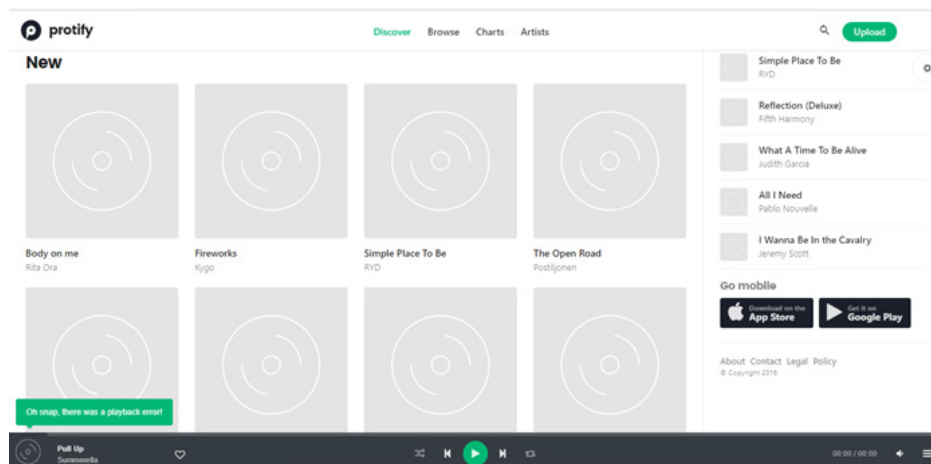 protify
Discover Browse Charts Artists
Upload
New
Body on me
Rita Ora
Fireworks
Kygo
Simple Place To Be
RYD
The Open Road
Postiljonen
Simple Place To Be
RYD
Reflection (Deluxe)
Fifth Harmony
What A Time To Be Alive
Judith Garcia
All I Need
Pablo Nouvelle
I Wanna Be In the Cavalry
Jeremy Scott
Go mobile
Download on the
App Store
Get it on
Google Play
About Contact Legal Policy
© Copyright 2016
Oh snap, there was a playback error!
Pull Up
Summerella
00:00 / 00:00